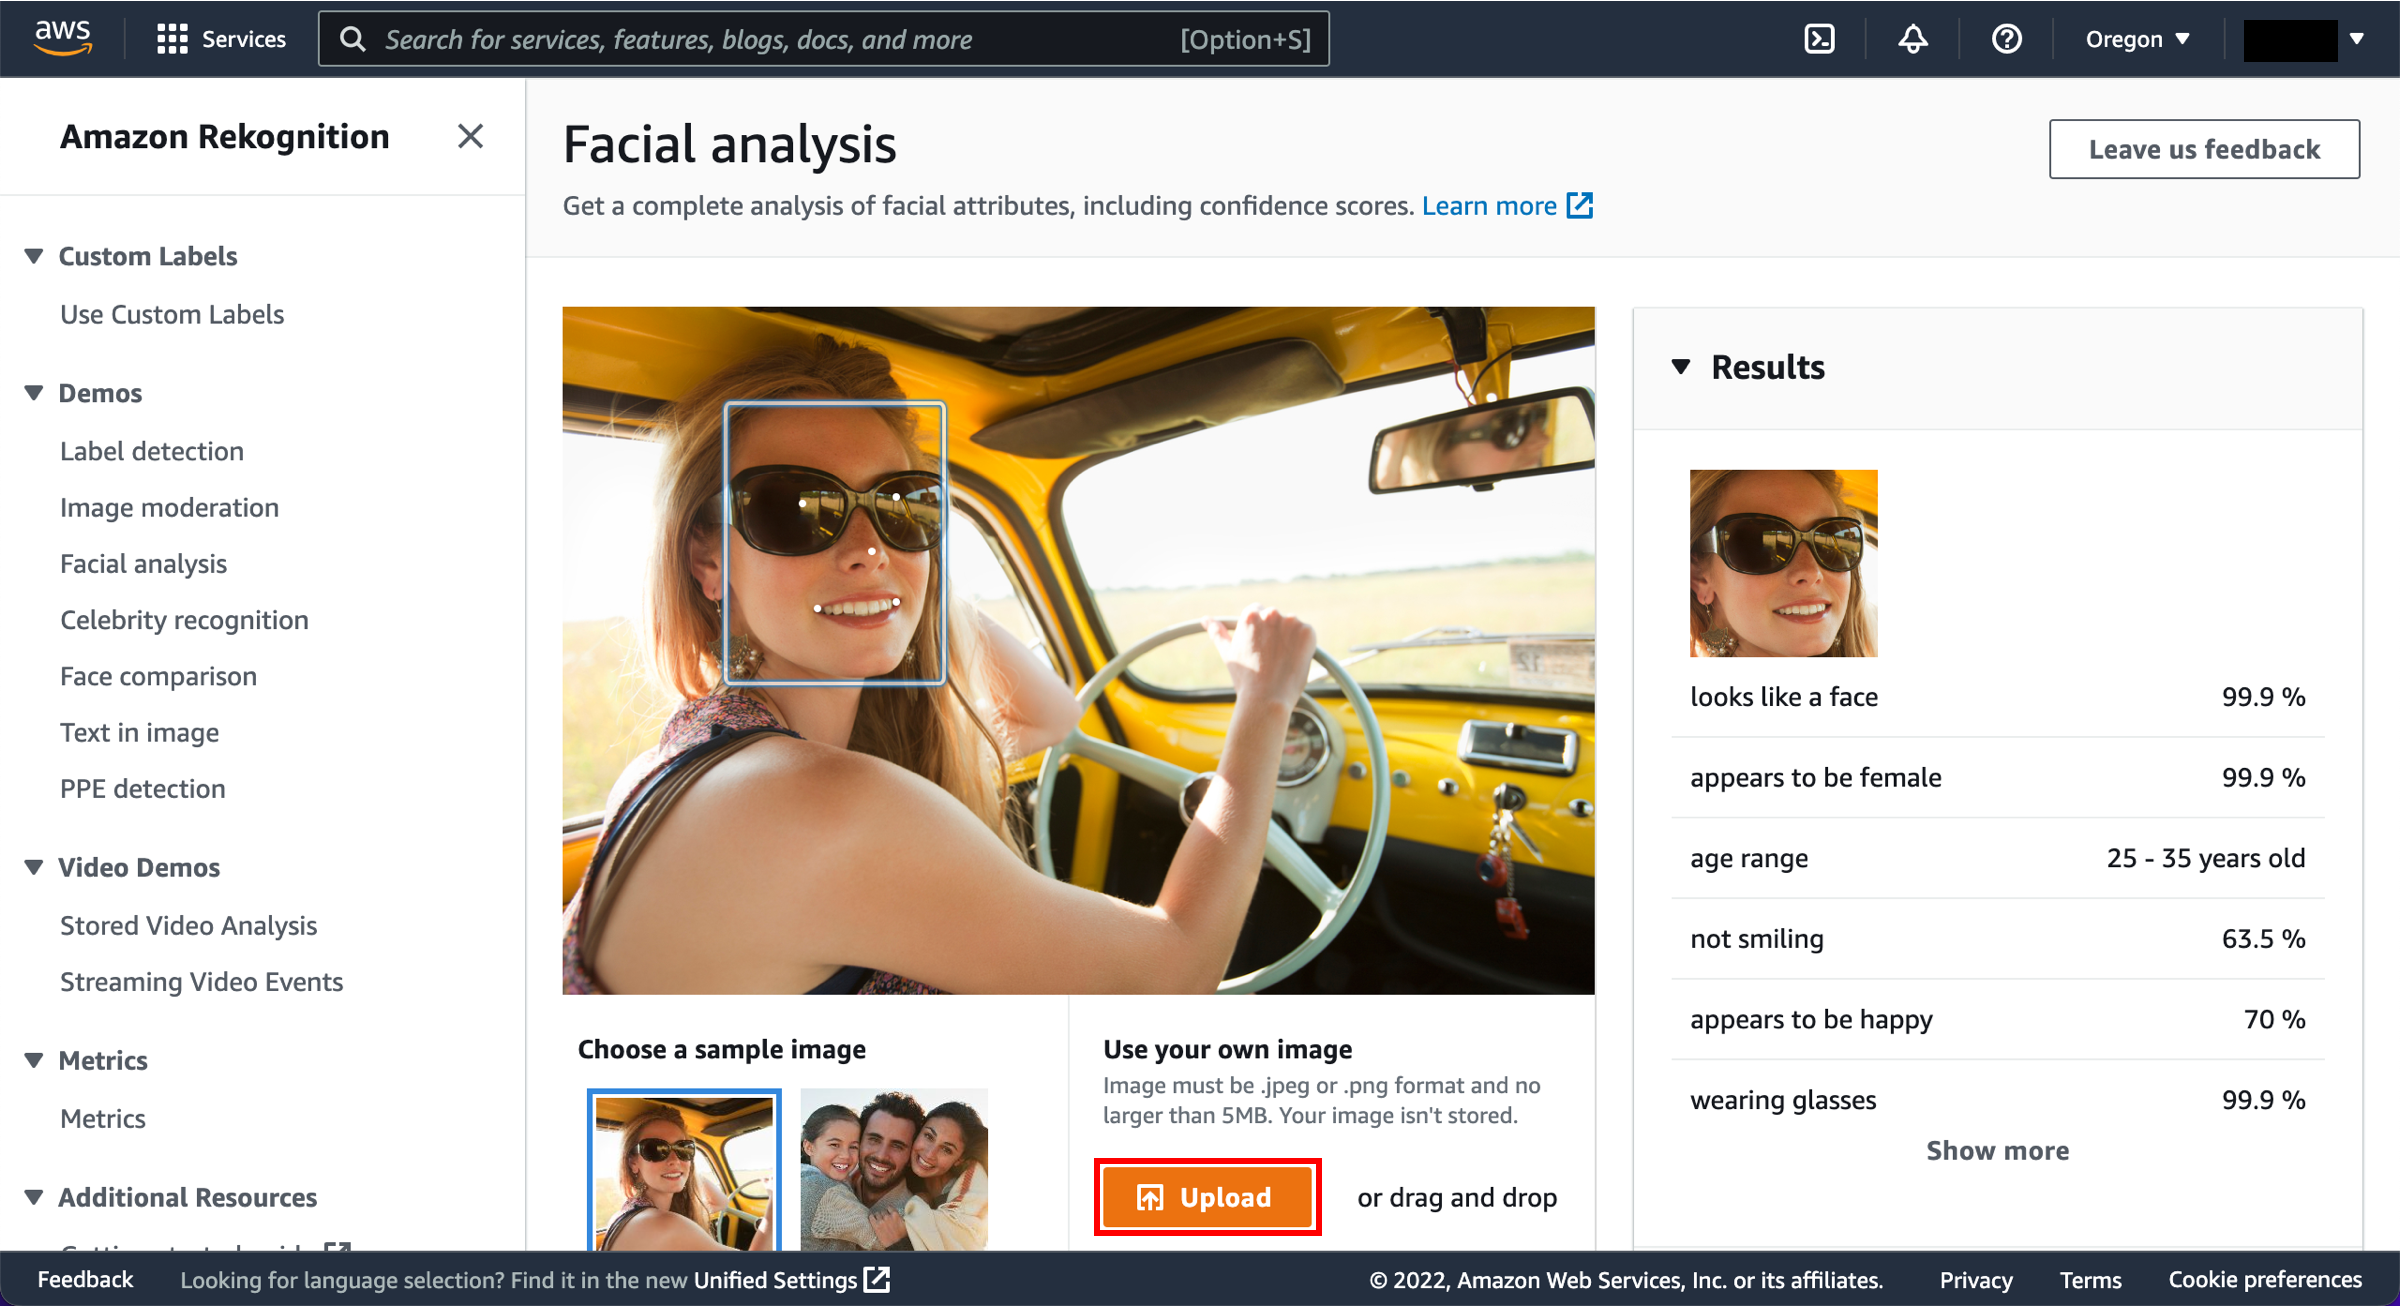 aws
Services
Search for services, features, blogs, docs, and more
[Option+S]
Oregon
Amazon Rekognition
Custom Labels
Use Custom Labels
Demos
Label detection
Image moderation
Facial analysis
Celebrity recognition
Face comparison
Text in image
PPE detection
Video Demos
Stored Video Analysis
Streaming Video Events
Metrics
Metrics
Additional Resources
Facial analysis
Leave us feedback
Get a complete analysis of facial attributes, including confidence scores. Learn more
Choose a sample image
Use your own image
Image must be .jpeg or .png format and no
larger than 5MB. Your image isn't stored.
Upload
or drag and drop
Results
looks like a face 99.9 %
appears to be female 99.9 %
age range 25 - 35 years old
not smiling 63.5 %
appears to be happy 70 %
wearing glasses 99.9 %
Show more
Feedback
Looking for language selection? Find it in the new Unified Settings
© 2022, Amazon Web Services, Inc. or its affiliates.
Privacy
Terms
Cookie preferences